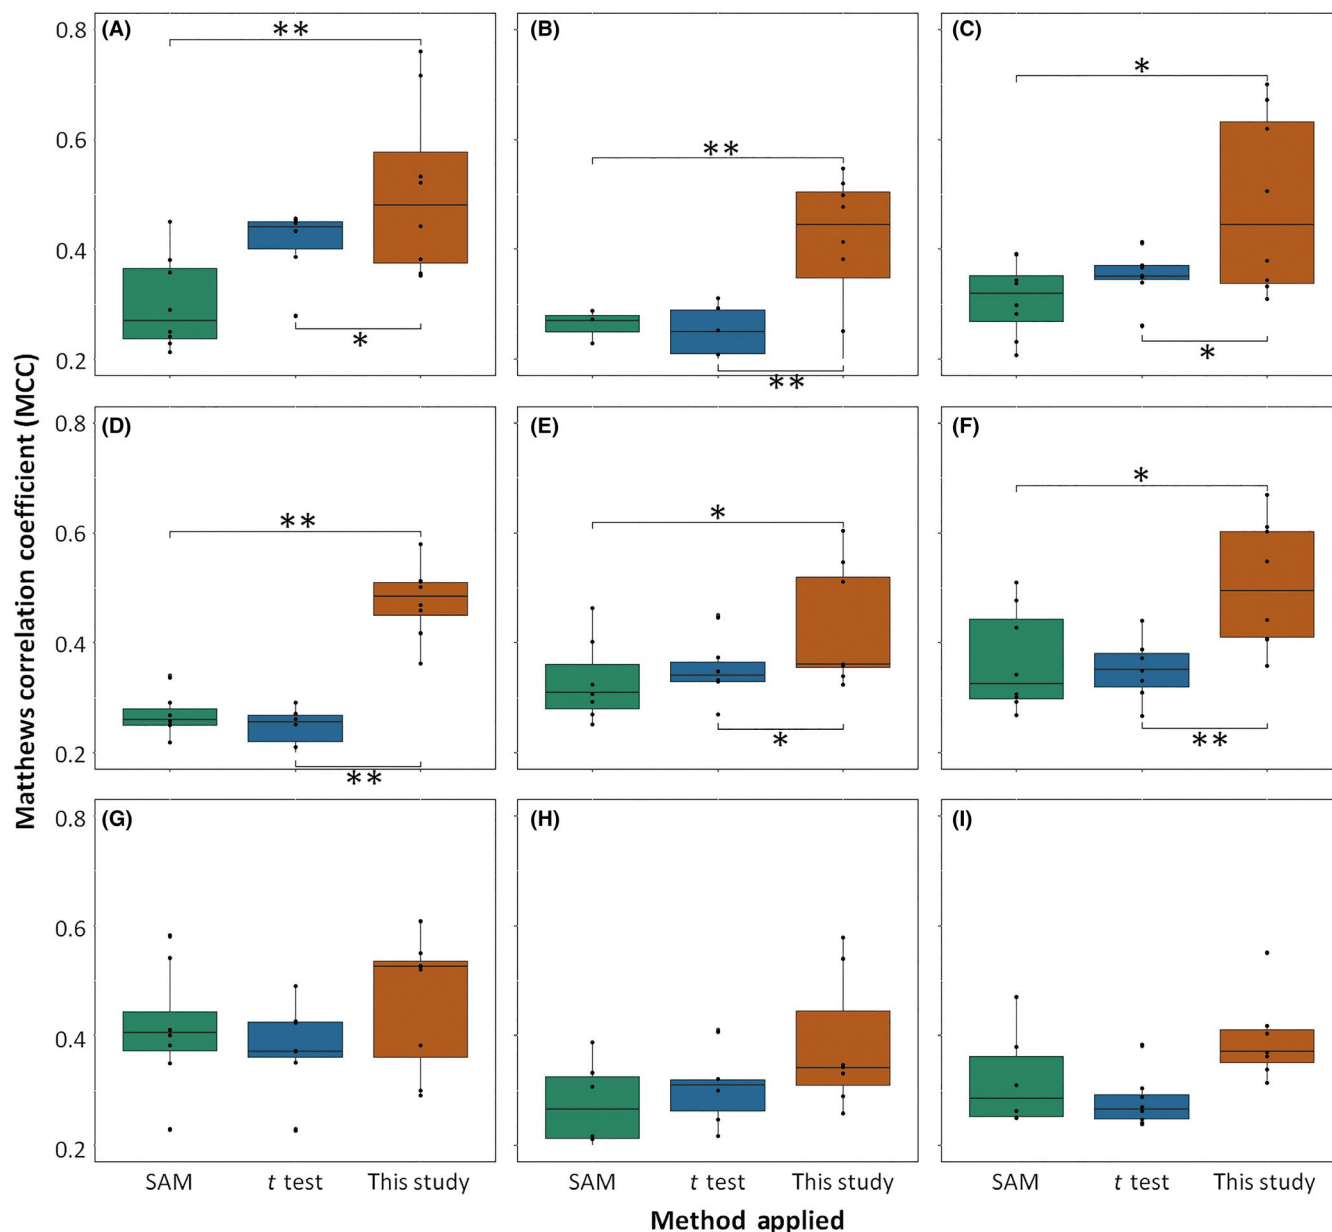 Matthews correlation coefficient (MCC)
0.8
0.6
0.4
0.2
(A)
**
*
(B)
**
**
(C)
*
*
0.8
0.6
0.4
0.2
(D)
**
**
(E)
*
*
(F)
*
**
0.8
0.6
0.4
0.2
(G)
(H)
(I)
SAM t test This study
SAM t test This study
SAM t test This study
Method applied